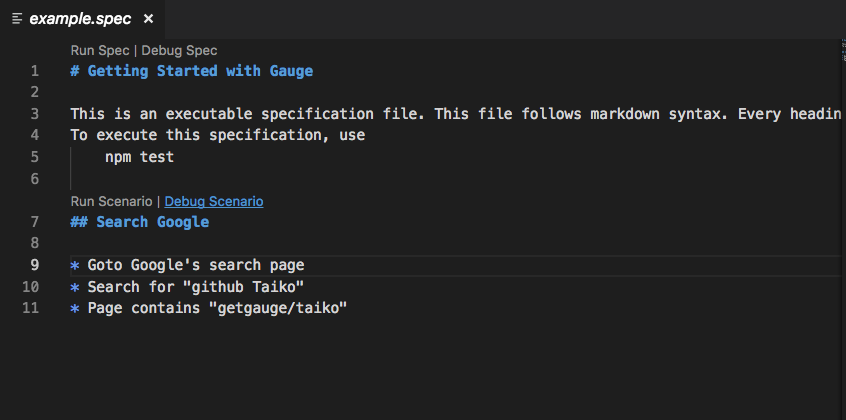 example.spec ×
Run Spec | Debug Spec
1 # Getting Started with Gauge
2
3 This is an executable specification file. This file follows markdown syntax. Every headin
4 To execute this specification, use
5 npm test
6
Run Scenario | Debug Scenario
7 ## Search Google
8
9 * Goto Google's search page
10 * Search for "github Taiko"
11 * Page contains "getgauge/taiko"